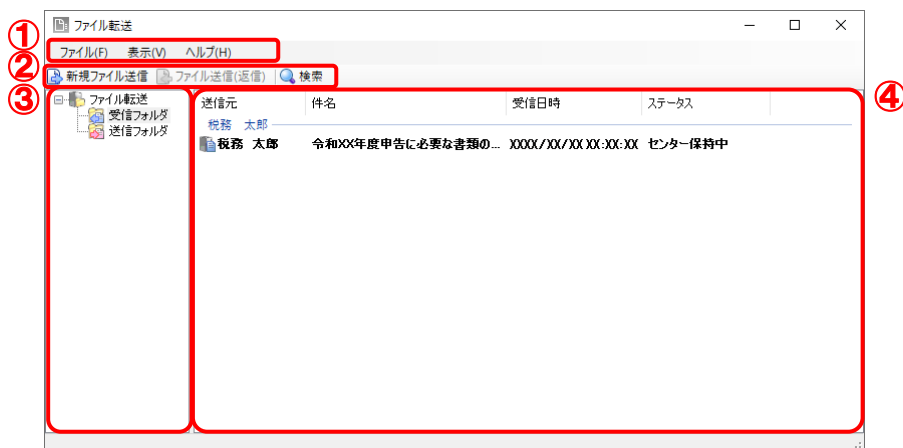 ファイル転送
① ファイル(F) 表示(V) ヘルプ(H)
② 新規ファイル送信 ファイル送信(返信) 検索
③ ファイル転送
受信フォルダ
送信フォルダ
④
送信元 件名 受信日時 ステータス
税務 太郎
税務 太郎 令和XX年度申告に必要な書類の... XXXX/XX/XX XX:XX:XX センター保持中